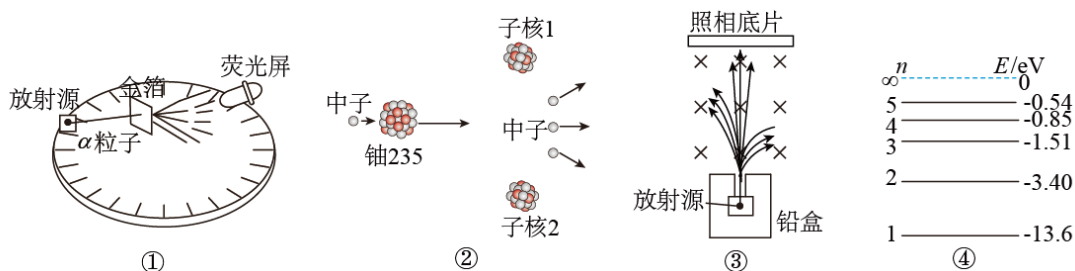 放射源
金箔
荧光屏
α粒子
①
中子
铀235
子核1
中子
子核2
②
照相底片
放射源
铅盒
③
n
E/eV
∞
0
5
-0.54
4
-0.85
3
-1.51
2
-3.40
1
-13.6
④